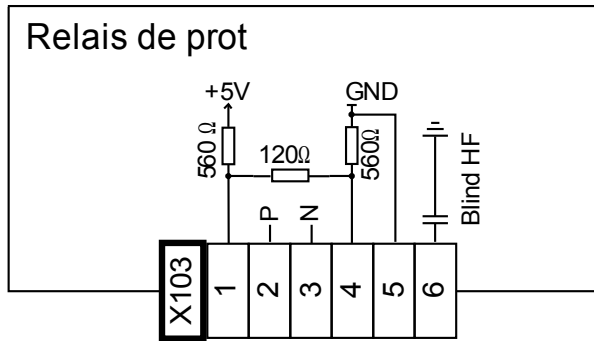 Relais de prot
+5V
GND
560 Ω
120Ω
560Ω
P
N
Blind HF
X103
1
2
3
4
5
6